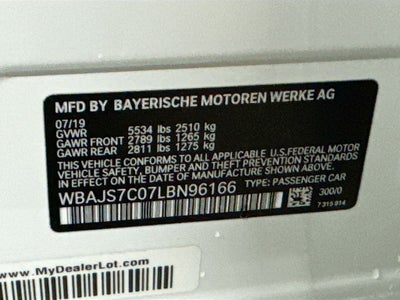 MFD BY BAYERISCHE MOTOREN WERKE AG
07/19
GVWR 5534 lbs 2510 kg
GAWR FRONT 2789 lbs 1265 kg
GAWR REAR 2811 lbs 1275 kg
THIS VEHICLE CONFORMS TO ALL APPLICABLE U.S.FEDERAL MOTOR
VEHICLE SAFETY, BUMPER, AND THEFT PREVENTION STANDARDS
IN EFFECT ON THE DATE OF MANUFACTURE SHOWN ABOVE.
WBAJS7C07LBN96166 TYPE: PASSENGER CAR
300/0
7 315 914
www.MyDealerLot.com